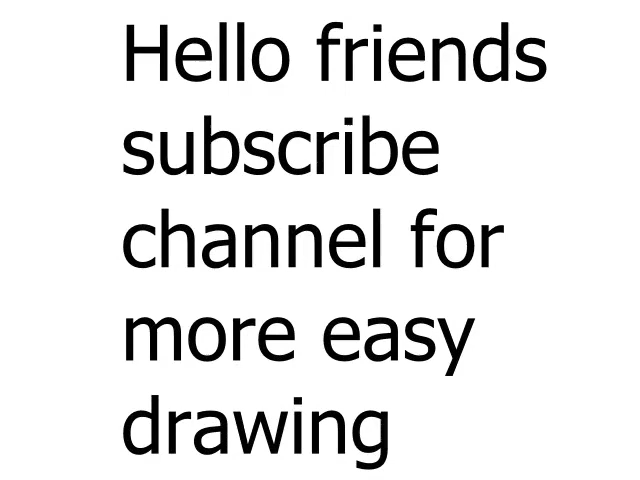 Hello friends
subscribe
channel for
more easy
drawing